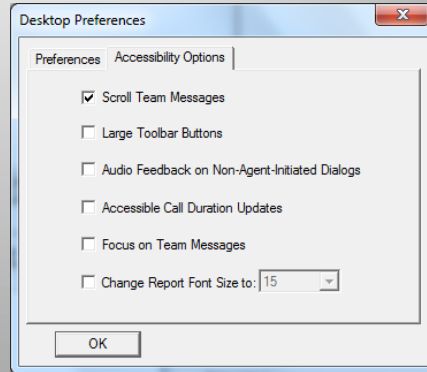 Desktop Preferences
Preferences Accessibility Options
Scroll Team Messages
Large Toolbar Buttons
Audio Feedback on Non-Agent-Initiated Dialogs
Accessible Call Duration Updates
Focus on Team Messages
Change Report Font Size to: 15
OK